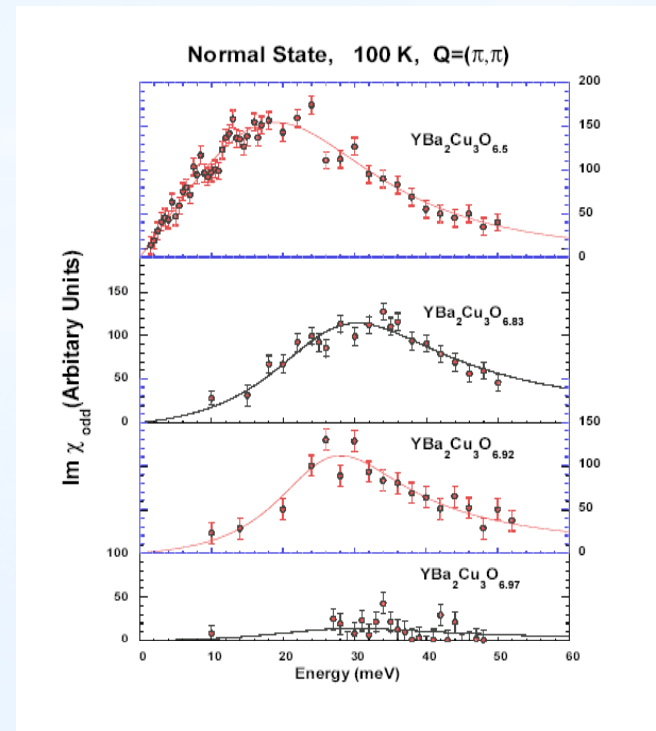 Normal State, 100 K, Q=(π,π)
200
YBa2Cu3O6.5
150
100
50
0
YBa2Cu3O6.83
150
100
50
0
150
YBa2Cu3O6.92
100
50
0
100
YBa2Cu3O6.97
50
0
Im χ odd (Arbitary Units)
0 10 20 30 40 50 60
Energy (meV)